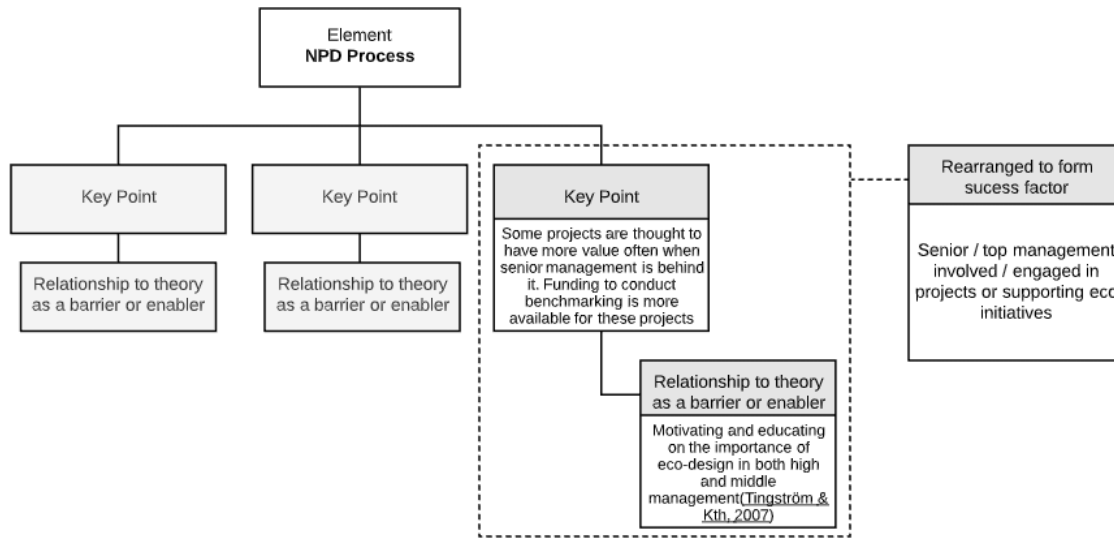 Element
NPD Process
Key Point
Relationship to theory
as a barrier or enabler
Key Point
Relationship to theory
as a barrier or enabler
Key Point
Some projects are thought to
have more value often when
senior management is behind
it. Funding to conduct
benchmarking is more
available for these projects
Relationship to theory
as a barrier or enabler
Motivating and educating
on the importance of
eco-design in both high
and middle
management(Tingström &
Kth, 2007)
Rearranged to form
sucess factor
Senior / top management
involved / engaged in
projects or supporting eco
initiatives